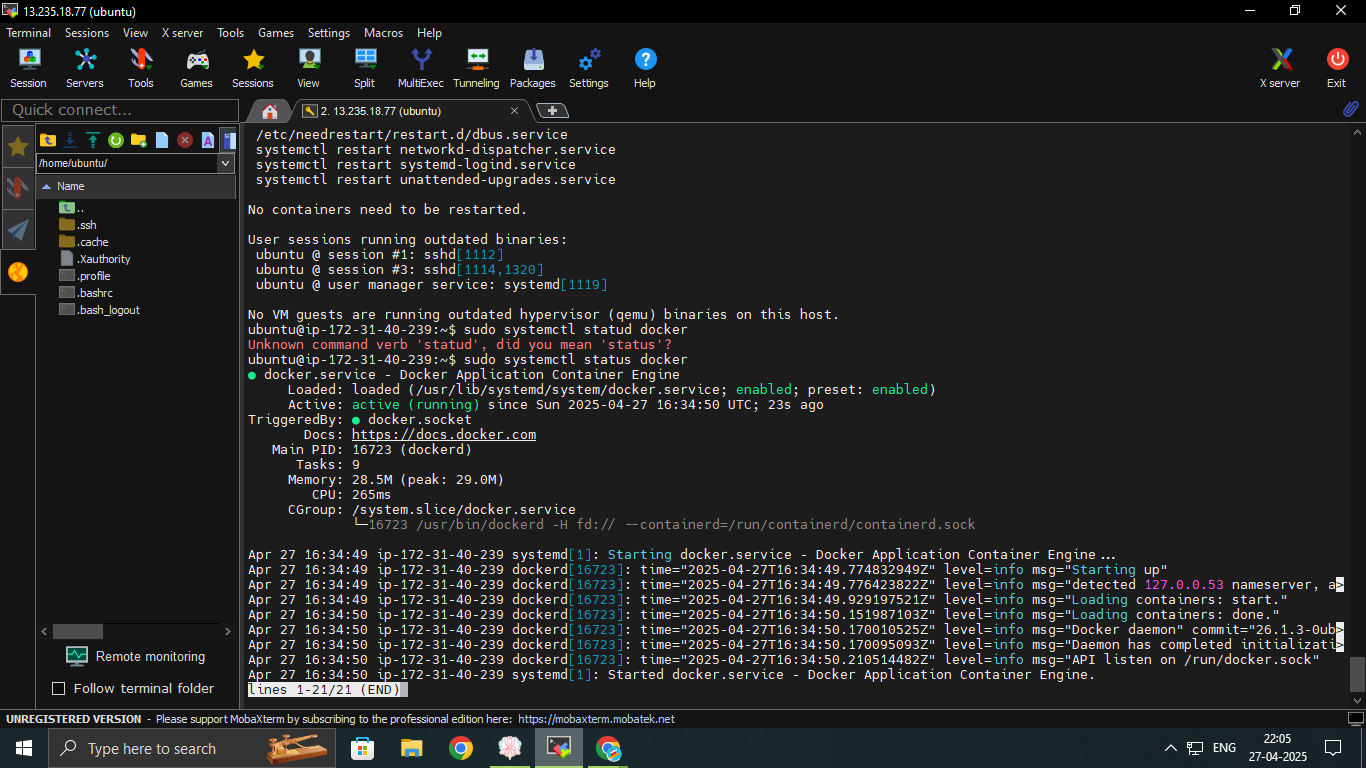 13.235.18.77 (ubuntu)
Terminal Sessions View X server Tools Games Settings Macros Help
Session Servers Tools Games Sessions View Split MultiExec Tunneling Packages Settings Help X server Exit
Quick connect...
2. 13.235.18.77 (ubuntu)
/home/ubuntu/
Name
..
.ssh
.cache
.Xauthority
.profile
.bashrc
.bash_logout
Remote monitoring
Follow terminal folder
/etc/needrestart/restart.d/dbus.service
systemctl restart networkd-dispatcher.service
systemctl restart systemd-logind.service
systemctl restart unattended-upgrades.service
No containers need to be restarted.
User sessions running outdated binaries:
ubuntu @ session #1: sshd[1112]
ubuntu @ session #3: sshd[1114,1320]
ubuntu @ user manager service: systemd[1119]
No VM guests are running outdated hypervisor (qemu) binaries on this host.
ubuntu@ip-172-31-40-239:~$ sudo systemctl statud docker
Unknown command verb 'statud', did you mean 'status'?
ubuntu@ip-172-31-40-239:~$ sudo systemctl status docker
● docker.service - Docker Application Container Engine
Loaded: loaded (/usr/lib/systemd/system/docker.service; enabled; preset: enabled)
Active: active (running) since Sun 2025-04-27 16:34:50 UTC; 23s ago
TriggeredBy: ● docker.socket
Docs: https://docs.docker.com
Main PID: 16723 (dockerd)
Tasks: 9
Memory: 28.5M (peak: 29.0M)
CPU: 265ms
CGroup: /system.slice/docker.service
└─16723 /usr/bin/dockerd -H fd:// --containerd=/run/containerd/containerd.sock
Apr 27 16:34:49 ip-172-31-40-239 systemd[1]: Starting docker.service - Docker Application Container Engine...
Apr 27 16:34:49 ip-172-31-40-239 dockerd[16723]: time="2025-04-27T16:34:49.774832949Z" level=info msg="Starting up"
Apr 27 16:34:49 ip-172-31-40-239 dockerd[16723]: time="2025-04-27T16:34:49.776423822Z" level=info msg="detected 127.0.0.53 nameserver, a>
Apr 27 16:34:49 ip-172-31-40-239 dockerd[16723]: time="2025-04-27T16:34:49.929197521Z" level=info msg="Loading containers: start."
Apr 27 16:34:50 ip-172-31-40-239 dockerd[16723]: time="2025-04-27T16:34:50.151987103Z" level=info msg="Loading containers: done."
Apr 27 16:34:50 ip-172-31-40-239 dockerd[16723]: time="2025-04-27T16:34:50.170010525Z" level=info msg="Docker daemon" commit="26.1.3-0ub>
Apr 27 16:34:50 ip-172-31-40-239 dockerd[16723]: time="2025-04-27T16:34:50.170095093Z" level=info msg="Daemon has completed initializati>
Apr 27 16:34:50 ip-172-31-40-239 dockerd[16723]: time="2025-04-27T16:34:50.210514482Z" level=info msg="API listen on /run/docker.sock"
Apr 27 16:34:50 ip-172-31-40-239 systemd[1]: Started docker.service - Docker Application Container Engine.
lines 1-21/21 (END)
UNREGISTERED VERSION - Please support MobaXterm by subscribing to the professional edition here: https://mobaxterm.mobatek.net
Type here to search
ENG
22:05
27-04-2025